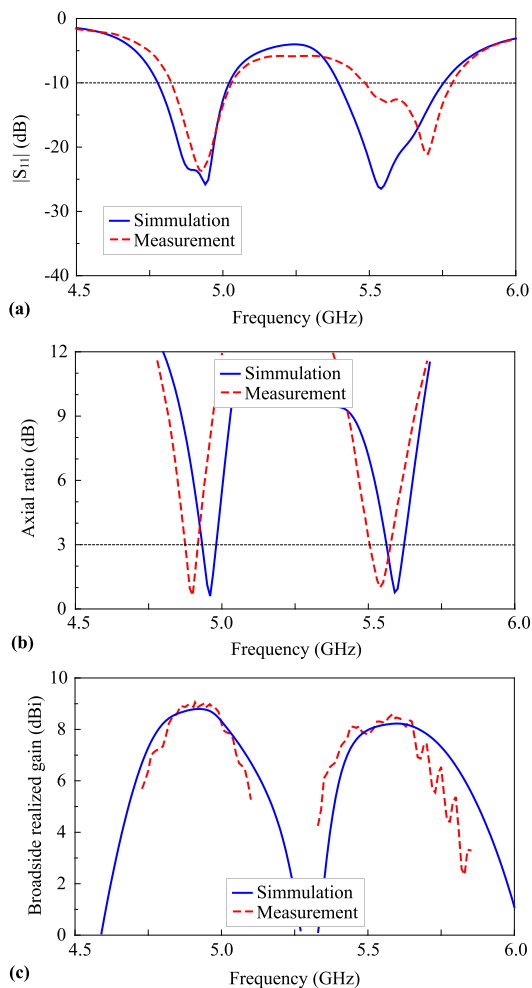 0
-10
-20
-30
-40
|S11| (dB)
Simmulation
Measurement
4.5 5.0 5.5 6.0
(a)
Frequency (GHz)
12
9
6
3
0
Axial ratio (dB)
Simmulation
Measurement
4.5 5.0 5.5 6.0
(b)
Frequency (GHz)
10
8
6
4
2
0
Broadside realized gain (dBi)
Simmulation
Measurement
4.5 5.0 5.5 6.0
(c)
Frequency (GHz)